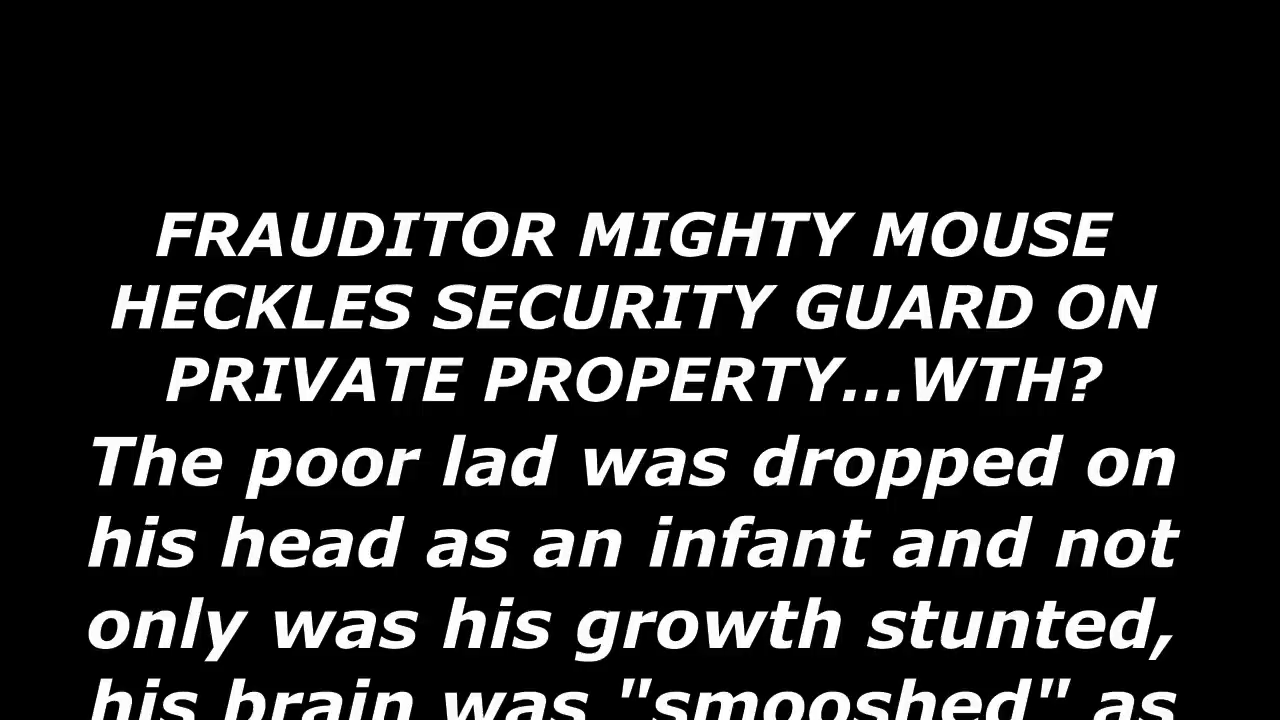 FRAUDITOR MIGHTY MOUSE
HECKLES SECURITY GUARD ON
PRIVATE PROPERTY...WTH?
The poor lad was dropped on
his head as an infant and not
only was his growth stunted,
his brain was "smooshed" as